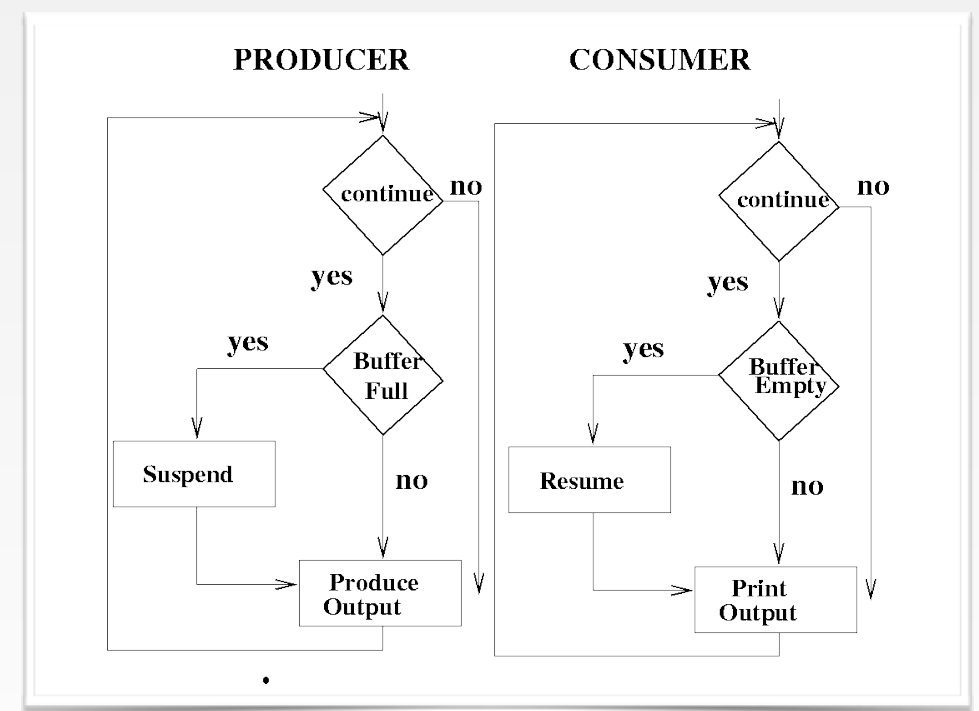 PRODUCER
continue
no
yes
Buffer
Full
yes
Suspend
no
Produce
Output
CONSUMER
continue
no
yes
Buffer
Empty
yes
Resume
no
Print
Output